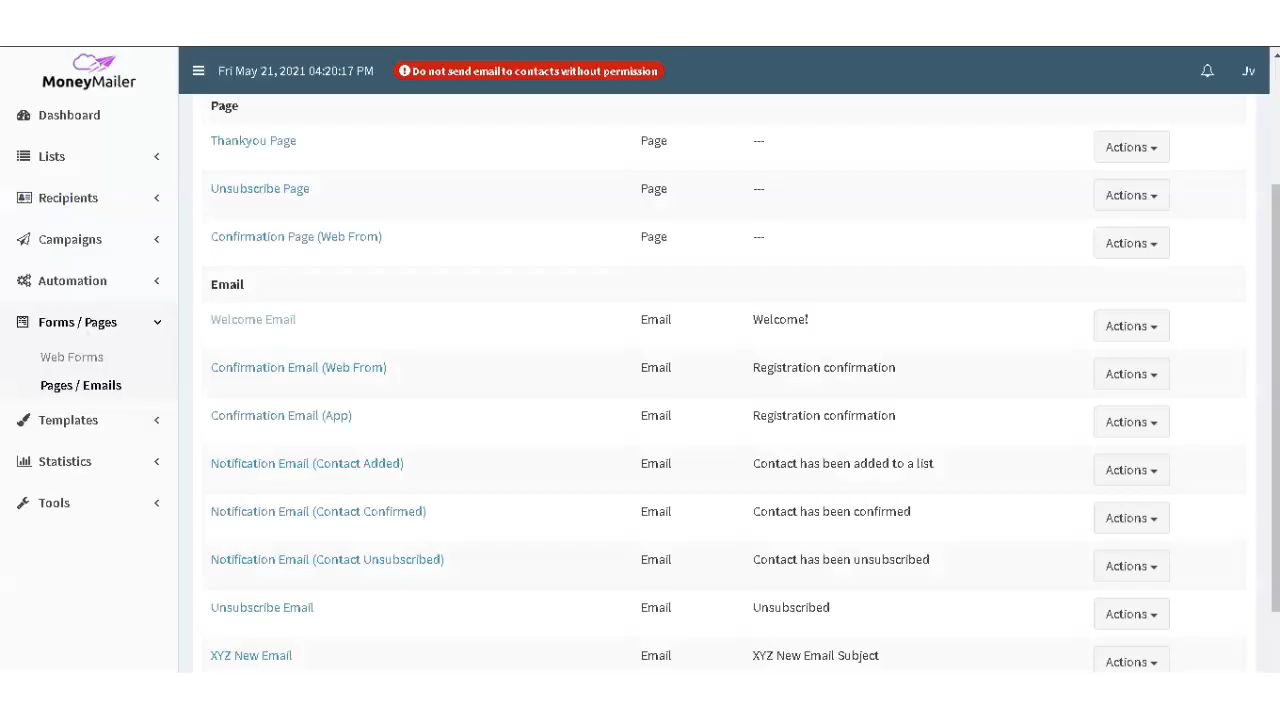 MoneyMailer
Fri May 21, 2021 04:20:17 PM
Do not send email to contacts without permission
Jv
Dashboard
Lists
Recipients
Campaigns
Automation
Forms / Pages
Web Forms
Pages / Emails
Templates
Statistics
Tools
Page
Thankyou Page Page --- Actions
Unsubscribe Page Page --- Actions
Confirmation Page (Web From) Page --- Actions
Email
Welcome Email Email Welcome! Actions
Confirmation Email (Web From) Email Registration confirmation Actions
Confirmation Email (App) Email Registration confirmation Actions
Notification Email (Contact Added) Email Contact has been added to a list Actions
Notification Email (Contact Confirmed) Email Contact has been confirmed Actions
Notification Email (Contact Unsubscribed) Email Contact has been unsubscribed Actions
Unsubscribe Email Email Unsubscribed Actions
XYZ New Email Email XYZ New Email Subject Actions